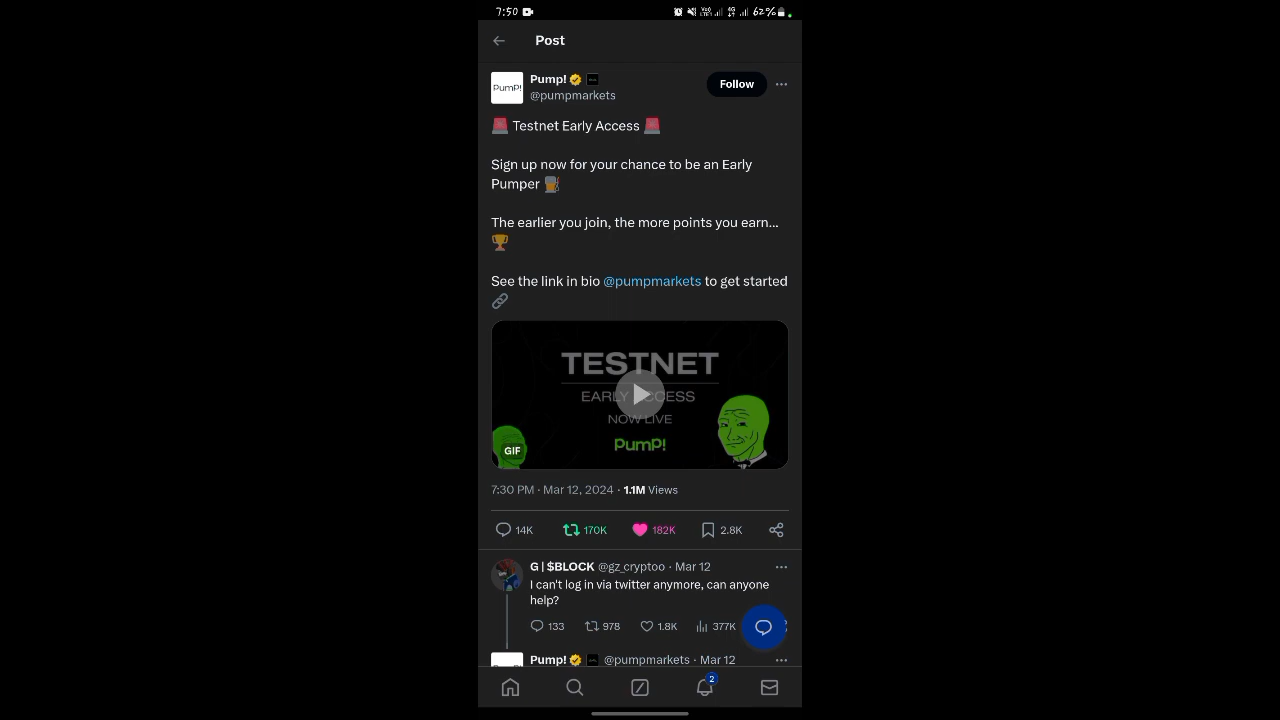 7:50 62%
Post
PumP!
Pump!
@pumpmarkets
Follow
🚨 Testnet Early Access 🚨
Sign up now for your chance to be an Early
Pumper ⛽
The earlier you join, the more points you earn...
🏆
See the link in bio @pumpmarkets to get started
🔗
TESTNET
EARLY ACCESS
NOW LIVE
PumP!
GIF
7:30 PM · Mar 12, 2024 · 1.1M Views
14K 170K 182K 2.8K
G | $BLOCK @gz_cryptoo · Mar 12
I can't log in via twitter anymore, can anyone
help?
133 978 1.8K 377K
Pump! @pumpmarkets · Mar 12
2